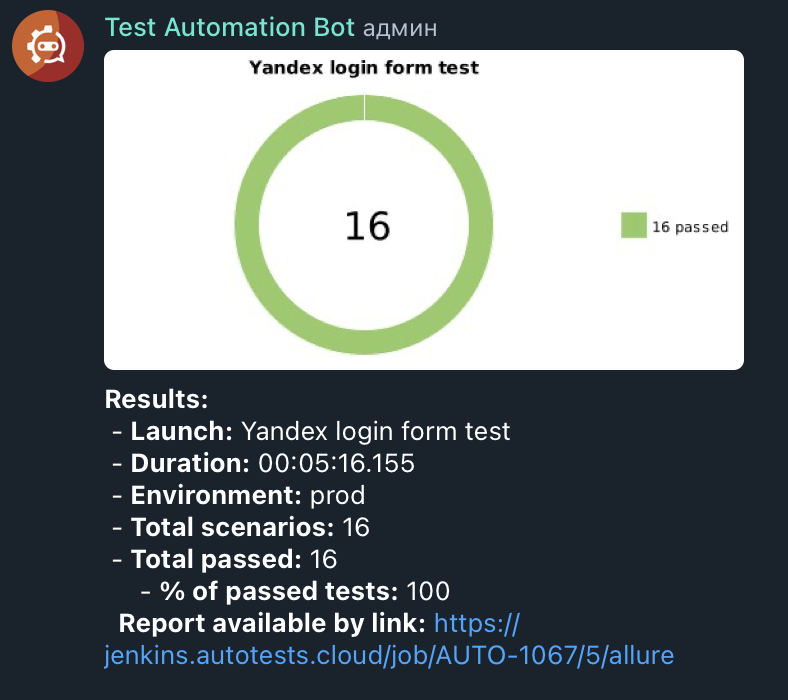 Test Automation Bot админ
Yandex login form test
16
16 passed
Results:
- Launch: Yandex login form test
- Duration: 00:05:16.155
- Environment: prod
- Total scenarios: 16
- Total passed: 16
- % of passed tests: 100
Report available by link: https://
jenkins.autotests.cloud/job/AUTO-1067/5/allure